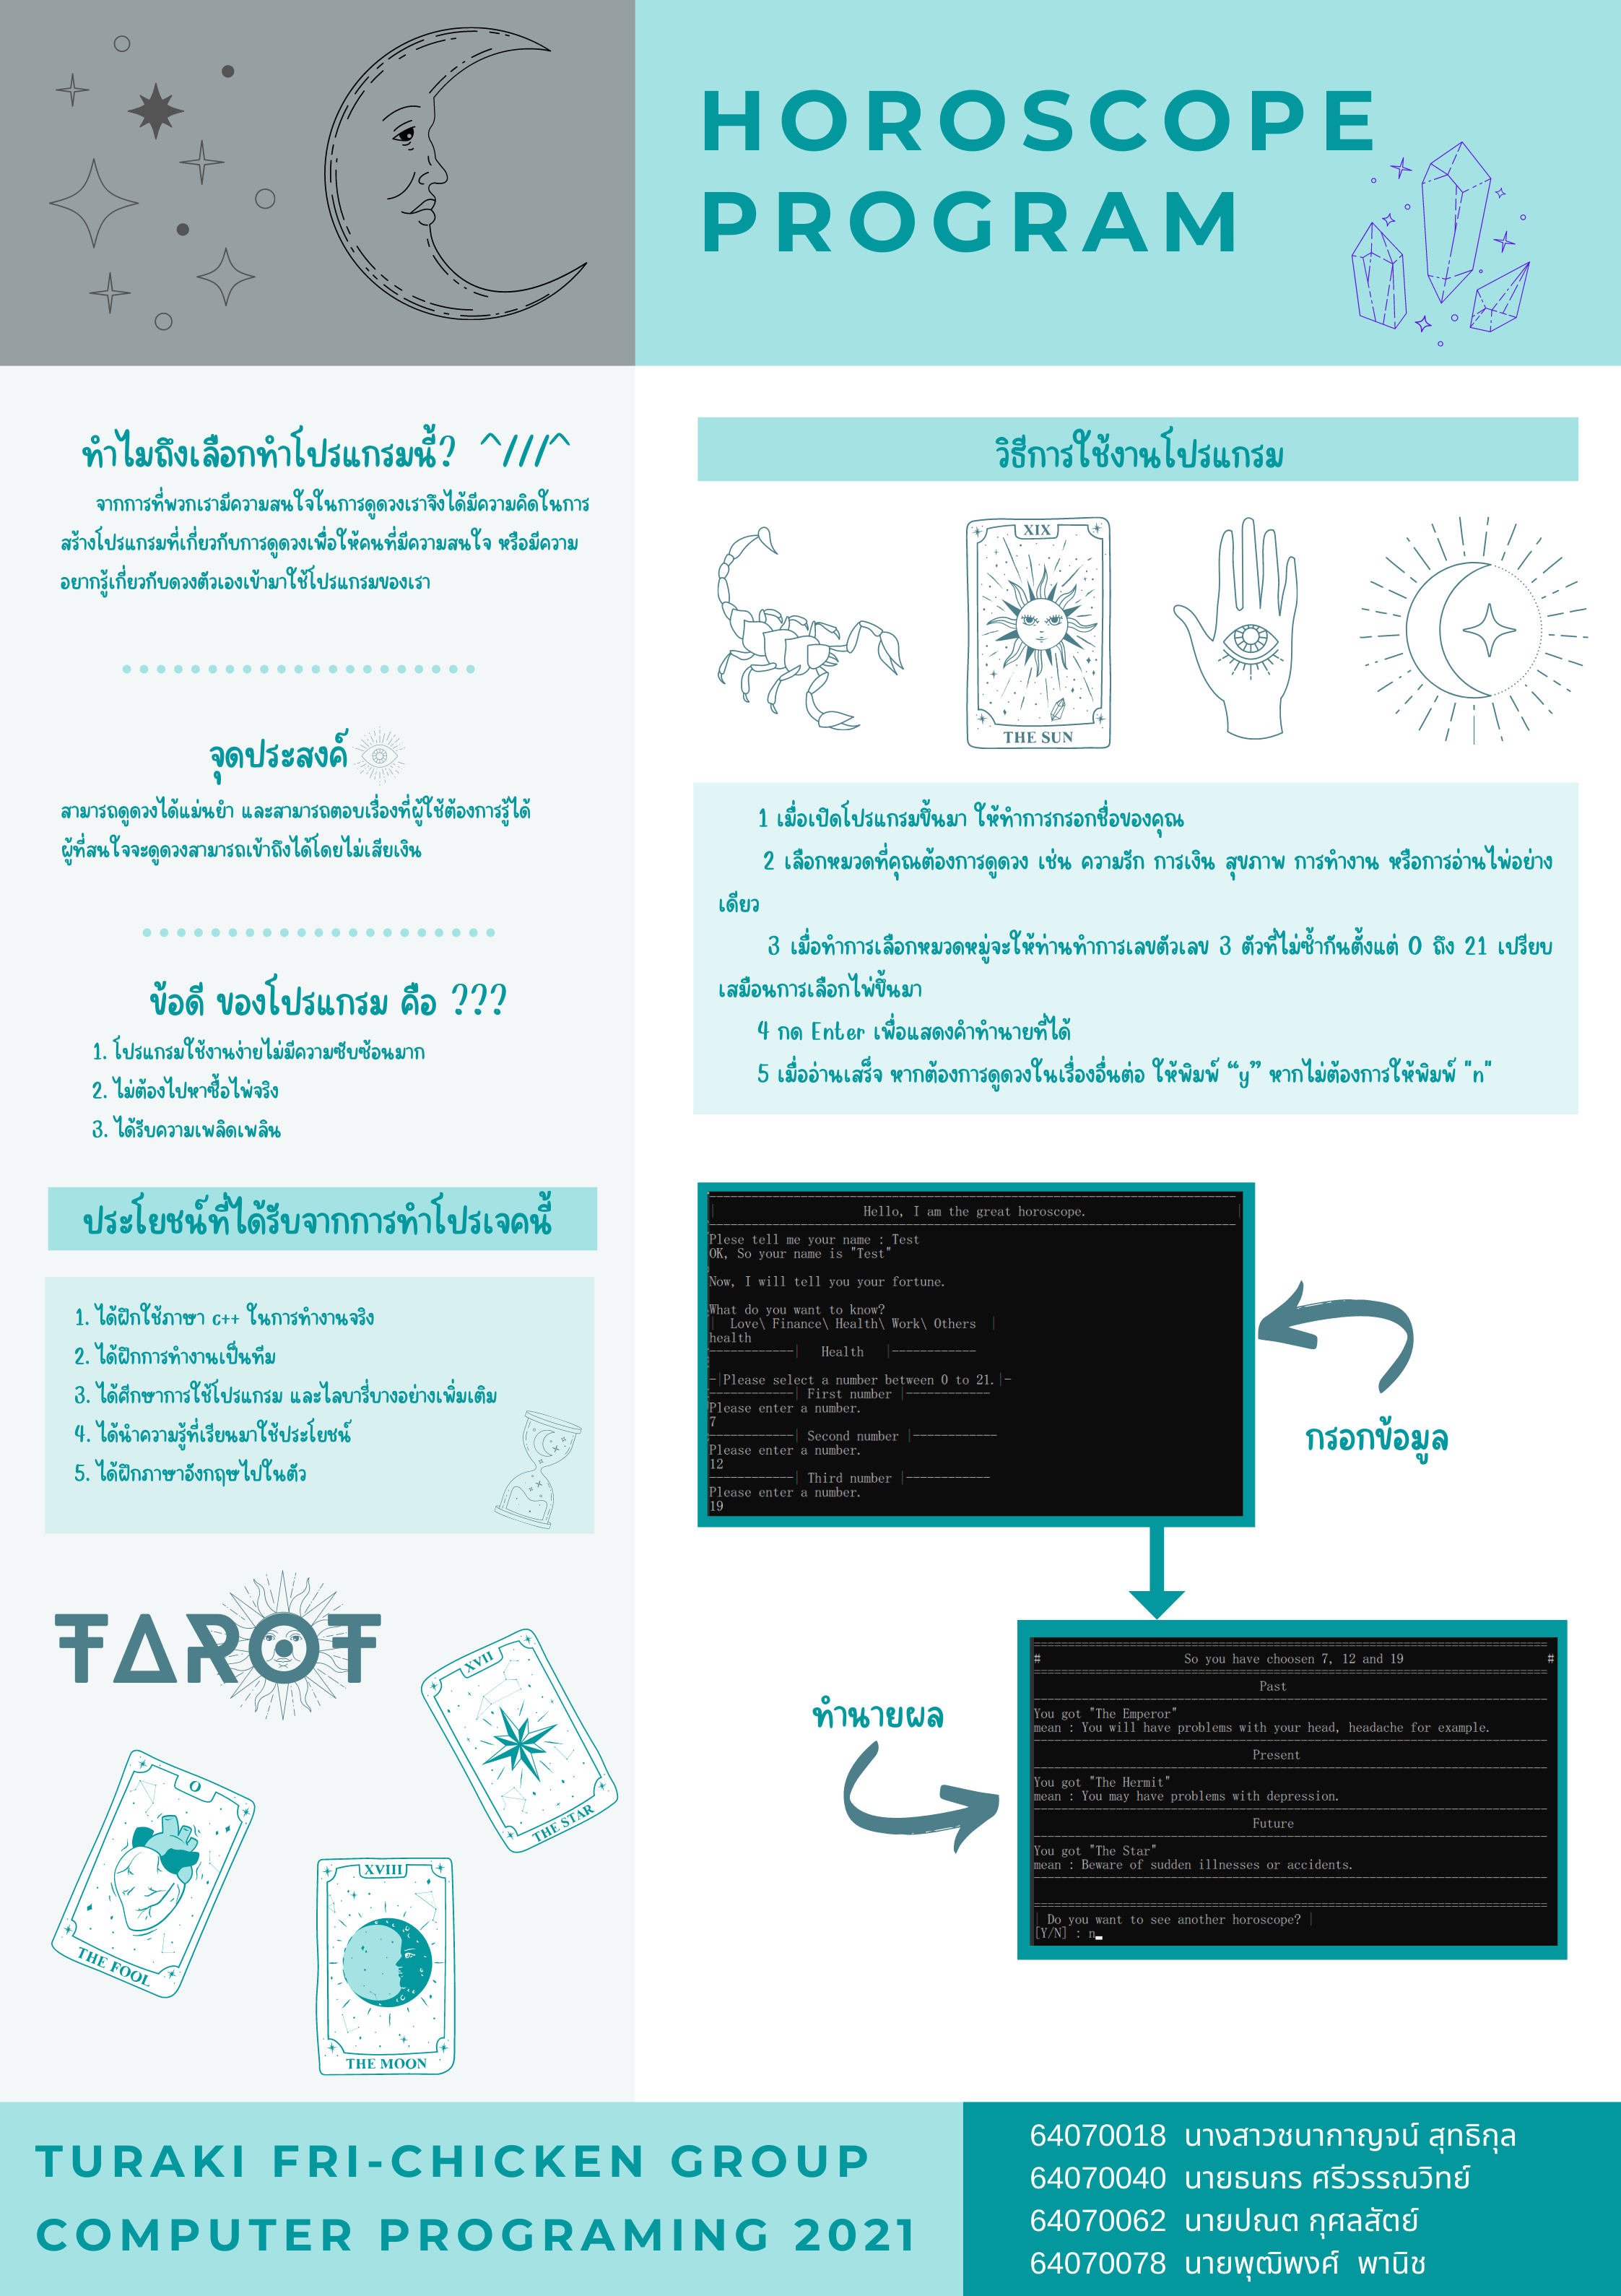 HOROSCOPE
PROGRAM
ทำไมถึงเลือกทำโปรแกรมนี้? ^///^
จากการที่พวกเรามีความสนใจในการดูดวงเราจึงได้มีความคิดในการ
สร้างโปรแกรมที่เกี่ยวกับการดูดวงเพื่อให้คนที่มีความสนใจ หรือมีความ
อยากรู้เกี่ยวกับดวงตัวเองเข้ามาใช้โปรแกรมของเรา
จุดประสงค์
สามารถดูดวงได้แม่นยำ และสามารถตอบเรื่องที่ผู้ใช้ต้องการรู้ได้
ผู้ที่สนใจจะดูดวงสามารถเข้าถึงได้โดยไม่เสียเงิน
ข้อดี ของโปรแกรม คือ ???
1. โปรแกรมใช้งานง่ายไม่มีความซับซ้อนมาก
2. ไม่ต้องไปหาซื้อไพ่จริง
3. ได้รับความเพลิดเพลิน
ประโยชน์ที่ได้รับจากการทำโปรเจคนี้
1. ได้ฝึกใช้ภาษา c++ ในการทำงานจริง
2. ได้ฝึกการทำงานเป็นทีม
3. ได้ศึกษาการใช้โปรแกรม และไลบารี่บางอย่างเพิ่มเติม
4. ได้นำความรู้ที่เรียนมาใช้ประโยชน์
5. ได้ฝึกภาษาอังกฤษไปในตัว
TAROT
XVII
THE STAR
O
THE FOOL
XVIII
THE MOON
วิธีการใช้งานโปรแกรม
XIX
THE SUN
1 เมื่อเปิดโปรแกรมขึ้นมา ให้ทำการกรอกชื่อของคุณ
2 เลือกหมวดที่คุณต้องการดูดวง เช่น ความรัก การเงิน สุขภาพ การทำงาน หรือการอ่านไพ่อย่าง
เดียว
3 เมื่อทำการเลือกหมวดหมู่จะให้ท่านทำการเลขตัวเลข 3 ตัวที่ไม่ซ้ำกันตั้งแต่ 0 ถึง 21 เปรียบ
เสมือนการเลือกไพ่ขึ้นมา
4 กด Enter เพื่อแสดงคำทำนายที่ได้
5 เมื่ออ่านเสร็จ หากต้องการดูดวงในเรื่องอื่นต่อ ให้พิมพ์ “y” หากไม่ต้องการให้พิมพ์ "n"
| Hello, I am the great horoscope. |
Plese tell me your name : Test
OK, So your name is "Test"
Now, I will tell you your fortune.
What do you want to know?
| Love\ Finance\ Health\ Work\ Others |
health
------------| Health |------------
-|Please select a number between 0 to 21.|-
------------| First number |------------
Please enter a number.
7
------------| Second number |------------
Please enter a number.
12
------------| Third number |------------
Please enter a number.
19
กรอกข้อมูล
# So you have choosen 7, 12 and 19 #
Past
You got "The Emperor"
mean : You will have problems with your head, headache for example.
Present
You got "The Hermit"
mean : You may have problems with depression.
Future
You got "The Star"
mean : Beware of sudden illnesses or accidents.
| Do you want to see another horoscope? |
[Y/N] : n
ทำนายผล
TURAKI FRI-CHICKEN GROUP
COMPUTER PROGRAMING 2021
64070018 นางสาวชนากาญจน์ สุทธิกุล
64070040 นายธนกร ศรีวรรณวิทย์
64070062 นายปณต กุศลสัตย์
64070078 นายพุฒิพงศ์ พานิช